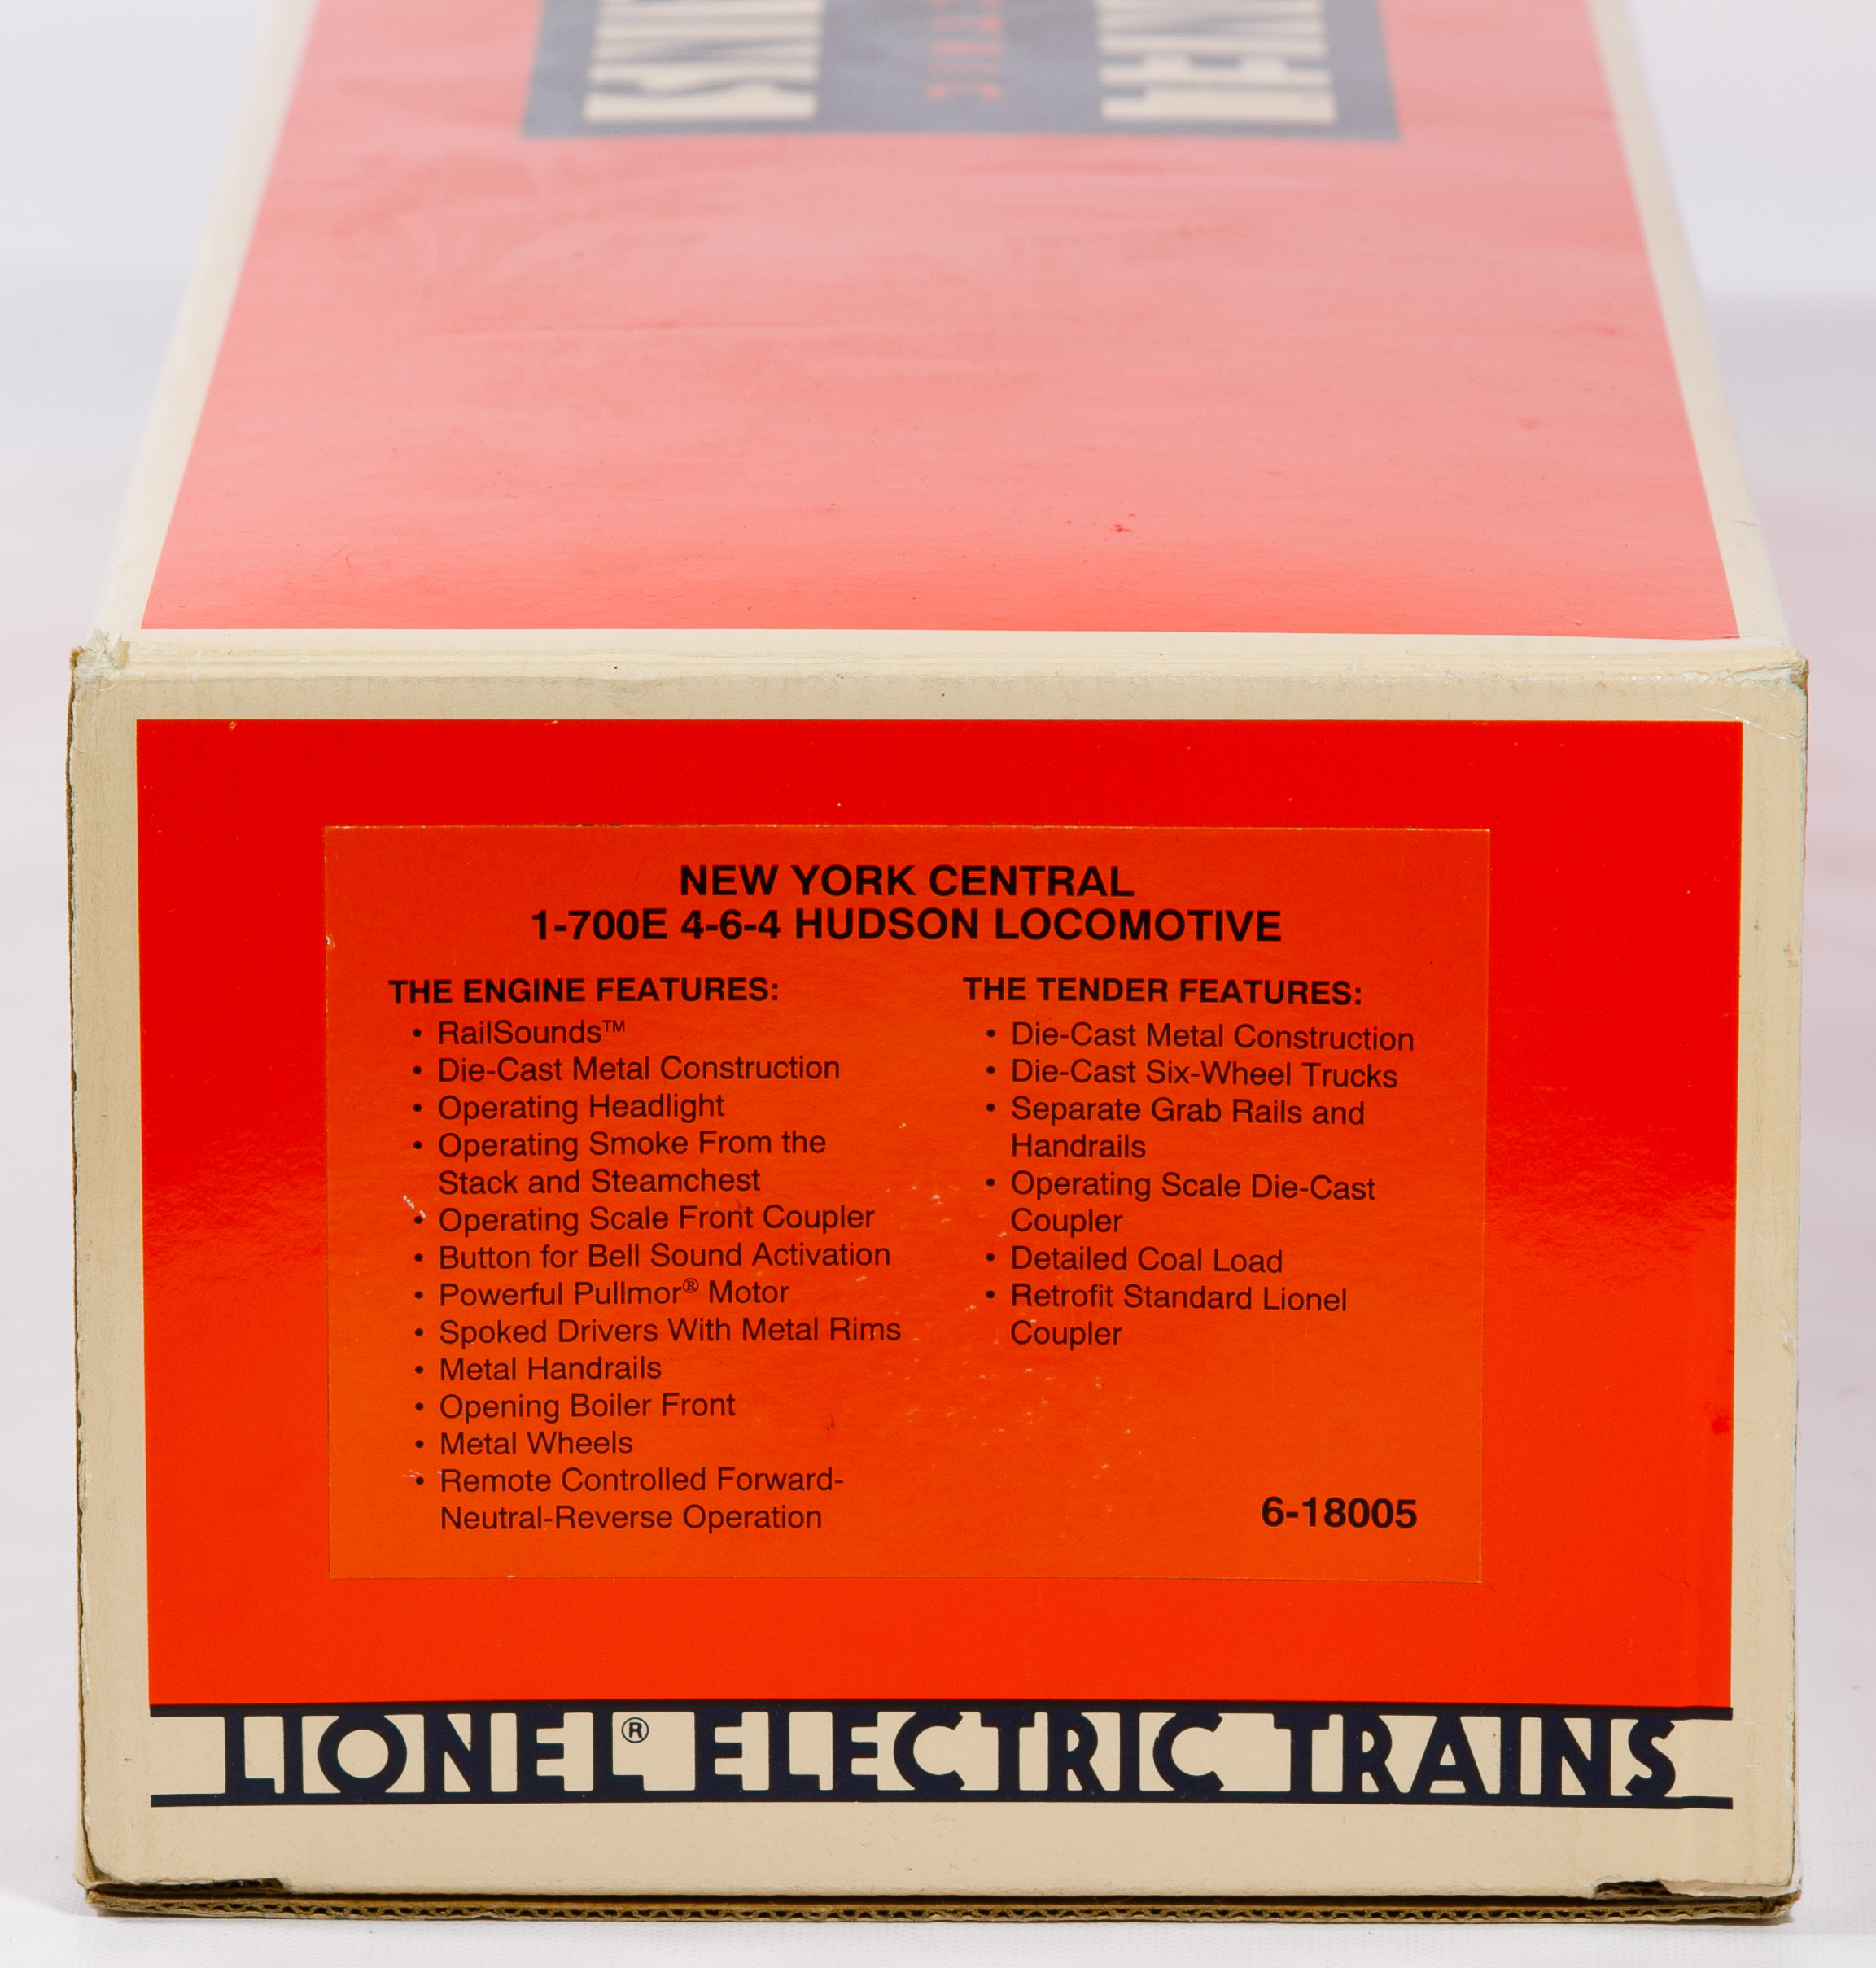 NEW YORK CENTRAL
1-700E 4-6-4 HUDSON LOCOMOTIVE
THE ENGINE FEATURES:
• RailSounds™
• Die-Cast Metal Construction
• Operating Headlight
• Operating Smoke From the
Stack and Steamchest
• Operating Scale Front Coupler
• Button for Bell Sound Activation
• Powerful Pullmor® Motor
• Spoked Drivers With Metal Rims
• Metal Handrails
• Opening Boiler Front
• Metal Wheels
• Remote Controlled Forward-
Neutral-Reverse Operation
THE TENDER FEATURES:
• Die-Cast Metal Construction
• Die-Cast Six-Wheel Trucks
• Separate Grab Rails and
Handrails
• Operating Scale Die-Cast
Coupler
• Detailed Coal Load
• Retrofit Standard Lionel
Coupler
6-18005
LIONEL® ELECTRIC TRAINS